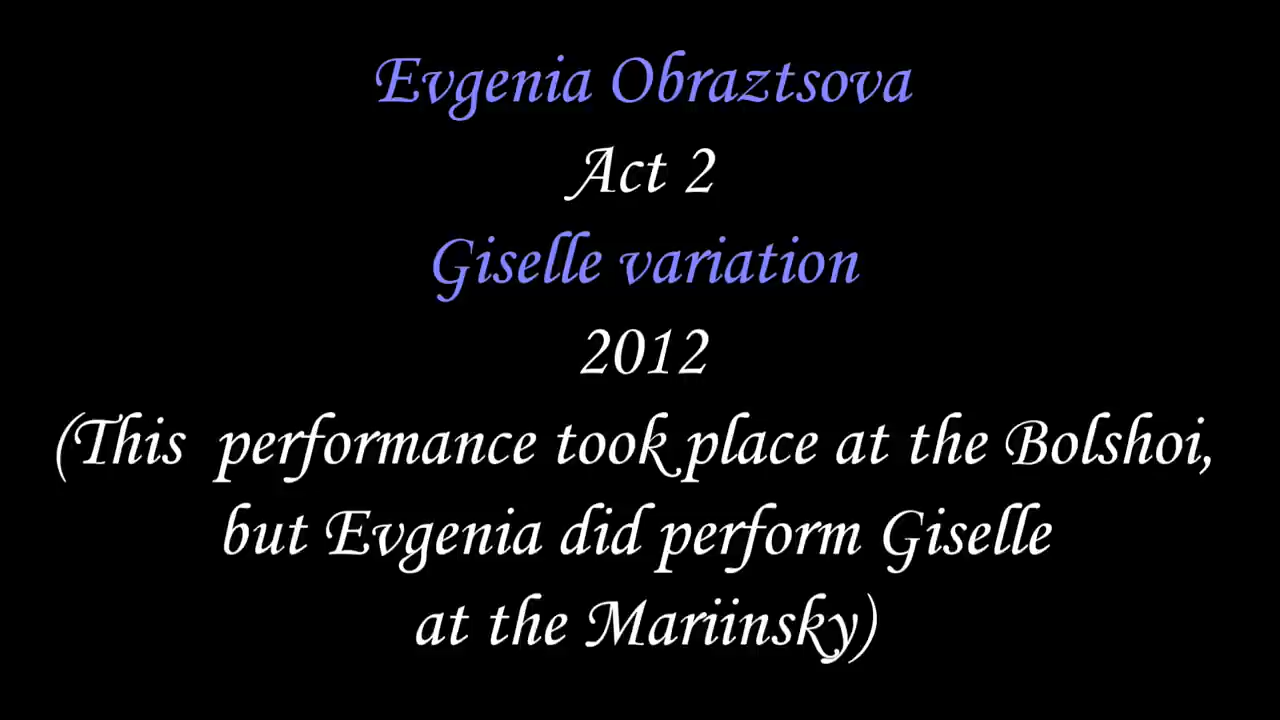 Evgenia Obraztsova
Act 2
Giselle variation
2012
(This performance took place at the Bolshoi,
but Evgenia did perform Giselle
at the Mariinsky)